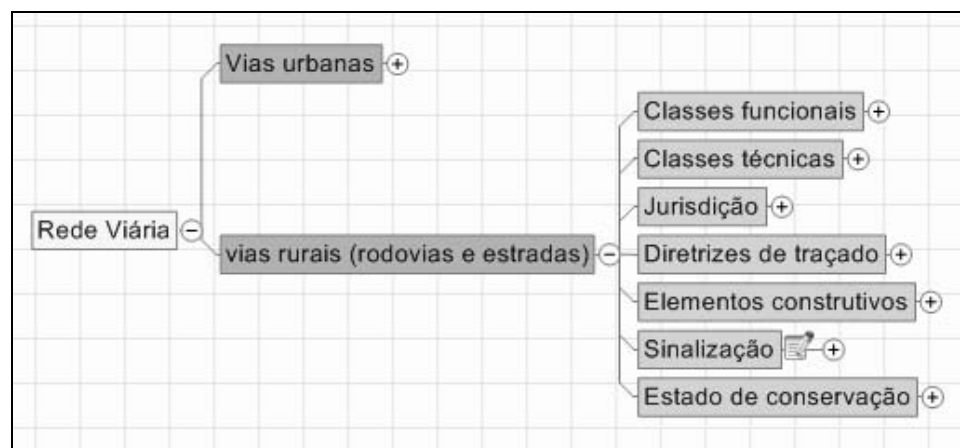 Vias urbanas
Classes funcionais
Classes técnicas
Jurisdição
Rede Viária
vias rurais (rodovias e estradas)
Diretrizes de traçado
Elementos construtivos
Sinalização
Estado de conservação